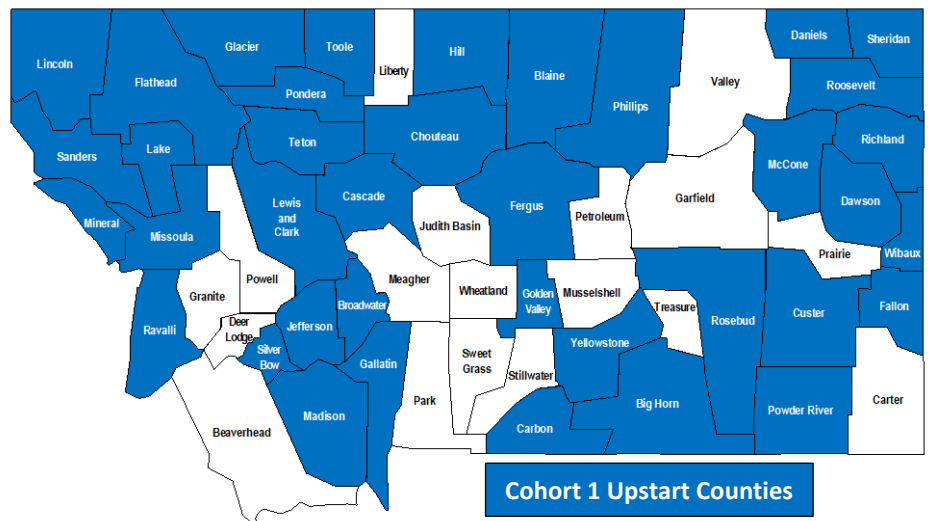 Lincoln
Flathead
Glacier
Toole
Liberty
Hill
Blaine
Phillips
Valley
Daniels
Sheridan
Roosevelt
Pondera
Teton
Chouteau
Richland
McCone
Dawson
Sanders
Lake
Cascade
Lewis
and
Clark
Judith Basin
Fergus
Petroleum
Garfield
Mineral
Missoula
Prairie
Wibaux
Powell
Granite
Meagher
Wheatland
Golden
Valley
Musselshell
Treasure
Rosebud
Custer
Fallon
Ravalli
Deer
Lodge
Silver
Bow
Jefferson
Broadwater
Gallatin
Park
Sweet
Grass
Stillwater
Yellowstone
Big Horn
Powder River
Carter
Beaverhead
Madison
Carbon
Cohort 1 Upstart Counties